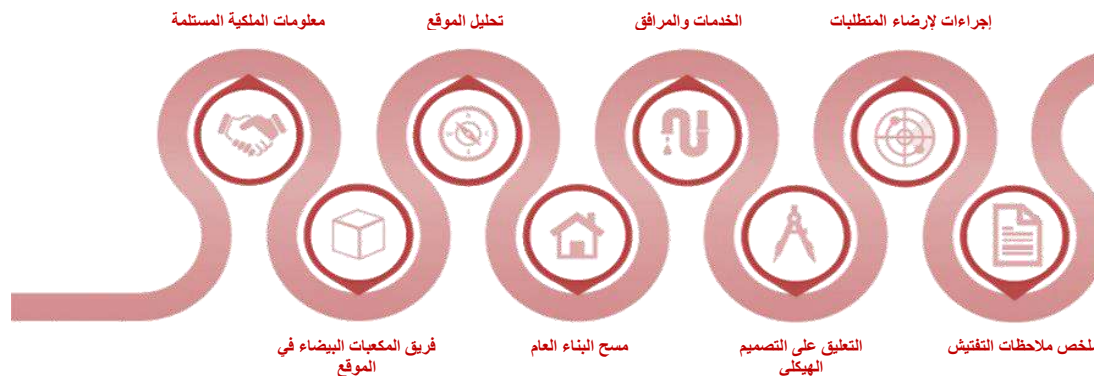 معلومات الملكية المستلمة
فريق المكعبات البيضاء في
الموقع
تحليل الموقع
مسح البناء العام
الخدمات والمرافق
التعليق على التصميم
الهيكلي
إجراءات لإرضاء المتطلبات
ملخص ملاحظات التفتيش